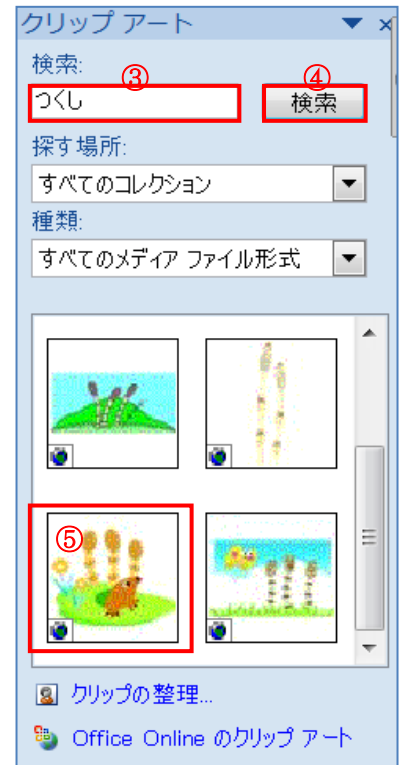 クリップ アート
検索:
③ ④
つくし 検索
探す場所:
すべてのコレクション
種類:
すべてのメディア ファイル形式
⑤
クリップの整理...
Office Online のクリップ アート